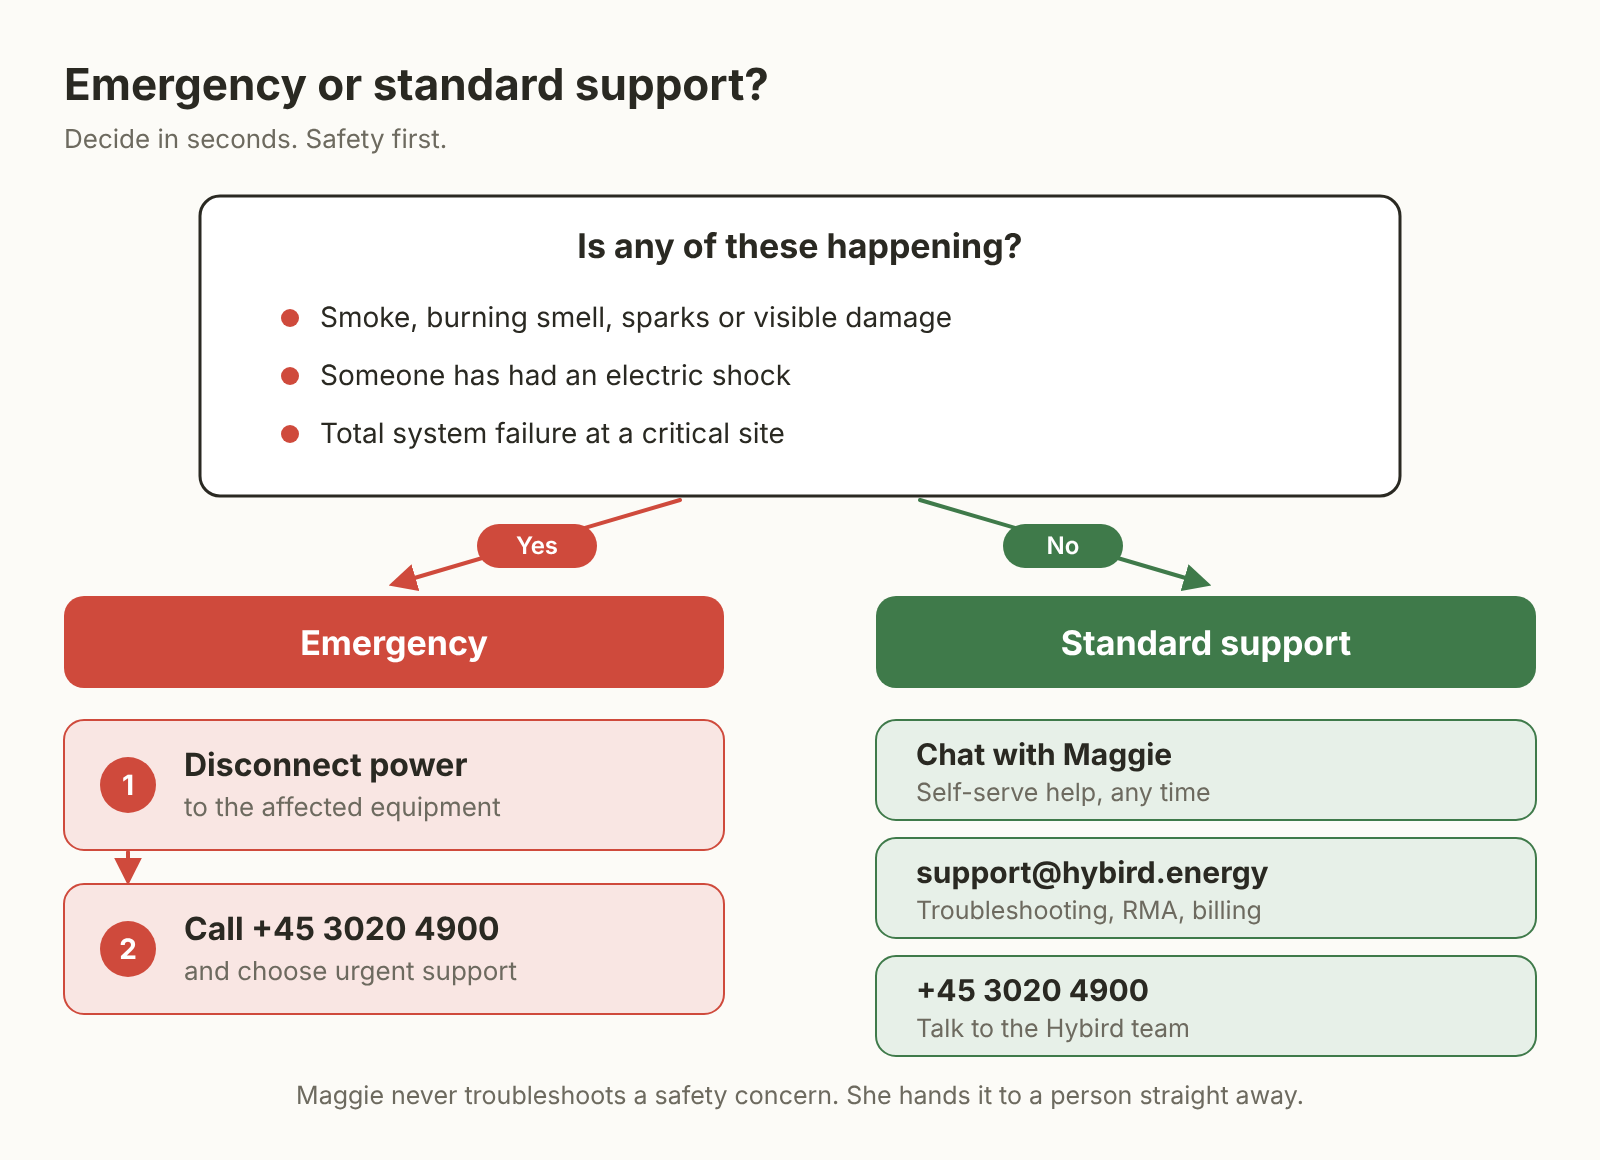 Emergency or standard support?
Decide in seconds. Safety first.
Is any of these happening?
Smoke, burning smell, sparks or visible damage
Someone has had an electric shock
Total system failure at a critical site
Yes
No
Emergency
1
Disconnect power
to the affected equipment
2
Call +45 3020 4900
and choose urgent support
Standard support
Chat with Maggie
Self-serve help, any time
support@hybird.energy
Troubleshooting, RMA, billing
+45 3020 4900
Talk to the Hybird team
Maggie never troubleshoots a safety concern. She hands it to a person straight away.